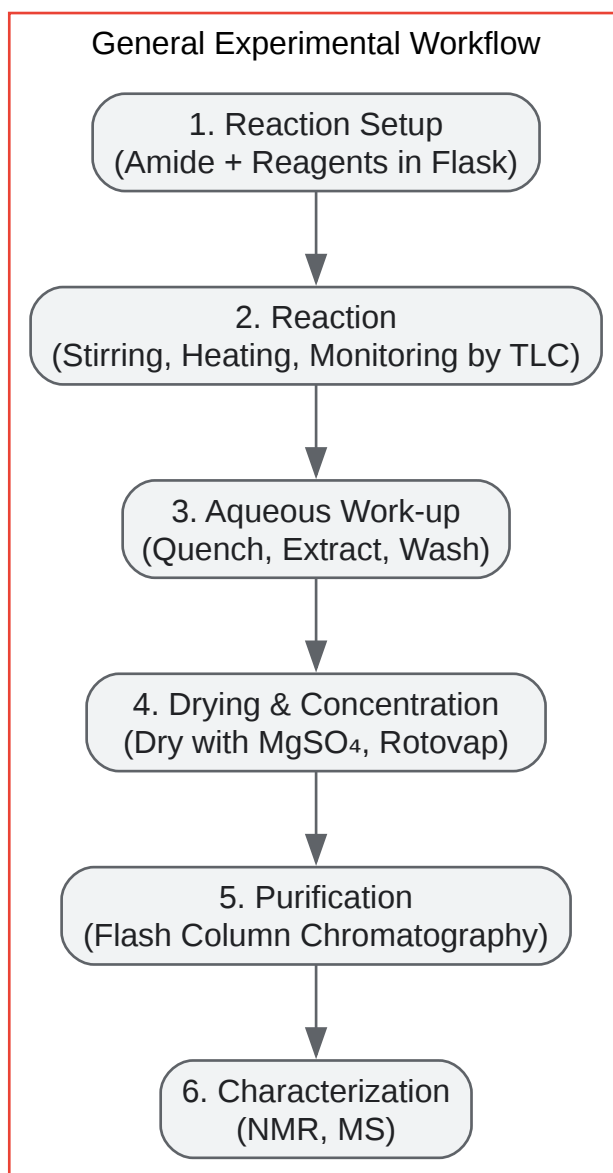 General Experimental Workflow
1. Reaction Setup
(Amide + Reagents in Flask)
2. Reaction
(Stirring, Heating, Monitoring by TLC)
3. Aqueous Work-up
(Quench, Extract, Wash)
4. Drying & Concentration
(Dry with MgSO₄, Rotovap)
5. Purification
(Flash Column Chromatography)
6. Characterization
(NMR, MS)